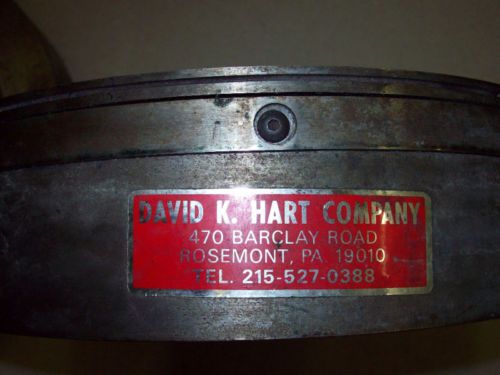 DAVID K. HART COMPANY
470 BARCLAY ROAD
ROSEMONT, PA. 19010
TEL. 215-527-0388